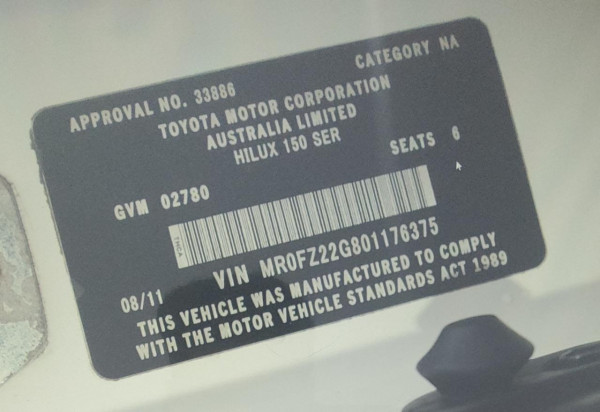 APPROVAL NO. 33886 CATEGORY NA
TOYOTA MOTOR CORPORATION
AUSTRALIA LIMITED
HILUX 150 SER
SEATS 6
GVM 02780
VIN MR0FZ22G801176375
08/11
THIS VEHICLE WAS MANUFACTURED TO COMPLY
WITH THE MOTOR VEHICLE STANDARDS ACT 1989